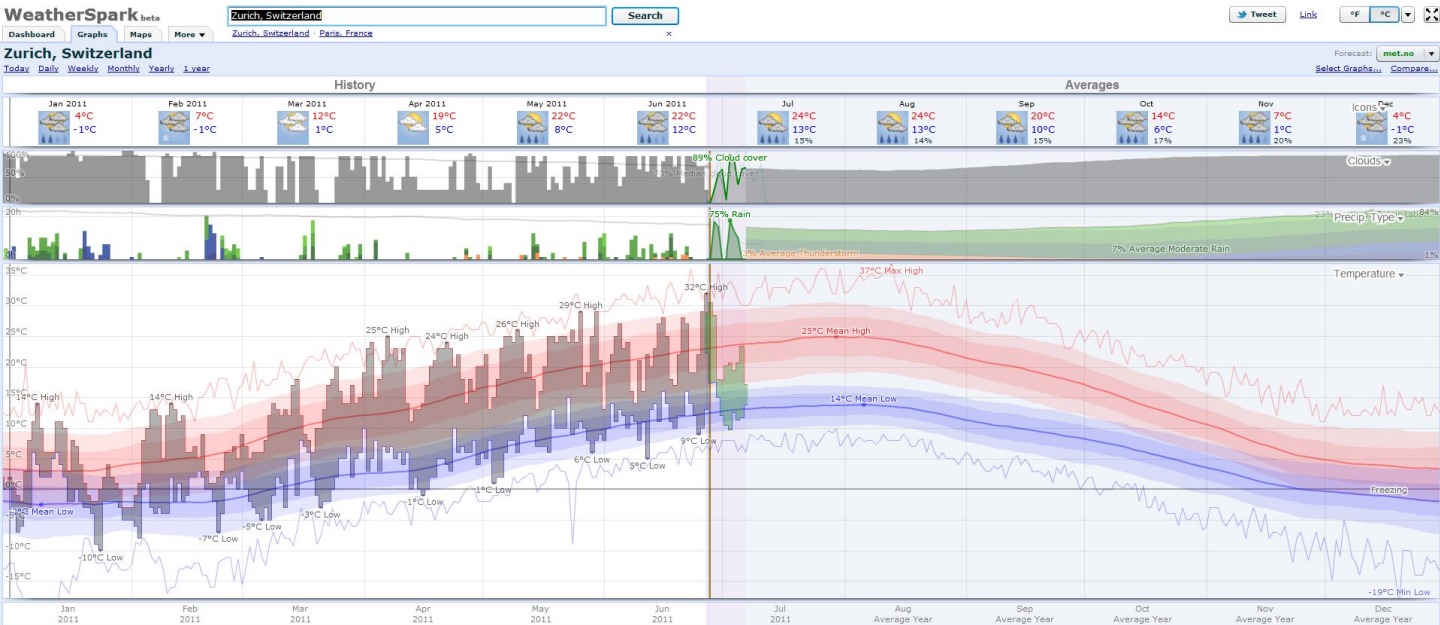 WeatherSpark beta
Zurich, Switzerland
Search
Tweet Link °F °C
Dashboard Graphs Maps More ▼
Zurich, Switzerland · Paris, France ×
Zurich, Switzerland
Forecast: met.no
Today Daily Weekly Monthly Yearly 1 year
Select Graphs... Compare...
History Averages
Jan 2011 Feb 2011 Mar 2011 Apr 2011 May 2011 Jun 2011 Jul Aug Sep Oct Nov Dec
Icons
4°C 7°C 12°C 19°C 22°C 22°C 24°C 24°C 20°C 14°C 7°C 4°C
-1°C -1°C 1°C 5°C 8°C 12°C 13°C 13°C 10°C 6°C 1°C -1°C
15% 14% 15% 17% 20% 23%
100%
89% Cloud cover
Clouds
50%
Median cloud cover
0%
20h
75% Rain
Precip. Type
84%
7% Average Moderate Rain
0h
Average Thunderstorm
1%
35°C
37°C Max High
Temperature
32°C High
30°C
29°C High
26°C High
25°C High
24°C High
25°C
25°C Mean High
20°C
15°C
14°C High
14°C High
14°C Mean Low
10°C
9°C Low
5°C
6°C Low
5°C Low
0°C
1°C Low
Freezing
-1°C Low
Mean Low
-5°C
-3°C Low
-5°C Low
-7°C Low
-10°C
-10°C Low
-15°C
-19°C Min Low
Jan Feb Mar Apr May Jun Jul Aug Sep Oct Nov Dec
2011 2011 2011 2011 2011 2011 2011 Average Year Average Year Average Year Average Year Average Year